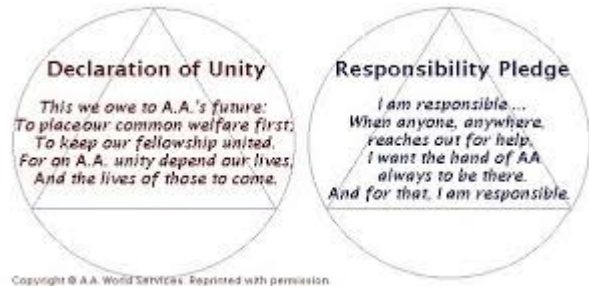 Declaration of Unity
This we owe to A.A.'s future:
To placeour common welfare first;
To keep our fellowship united.
For on A.A. unity depend our lives,
And the lives of those to come.
Responsibility Pledge
I am responsible ...
When anyone, anywhere,
reaches out for help,
I want the hand of AA
always to be there.
And for that, I am responsible.
Copyright © A.A. World Services. Reprinted with permission.